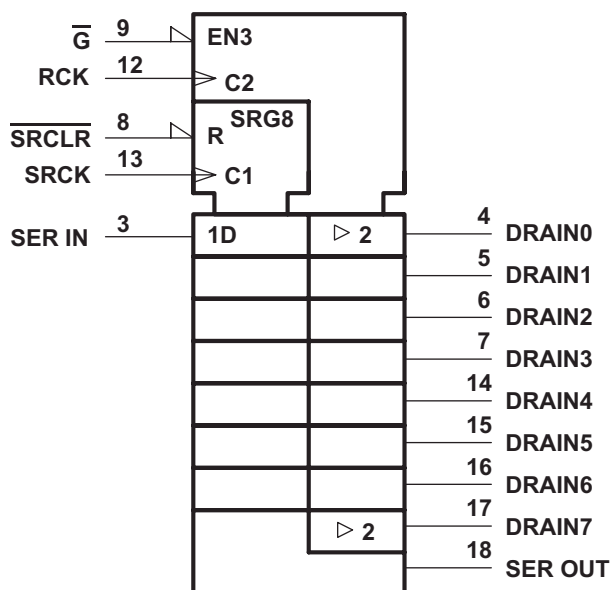 G̅ 9 EN3
RCK 12 C2
SRG8
S̅R̅C̅L̅R̅ 8 R
SRCK 13 C1
SER IN 3 1D 2 4 DRAIN0
5 DRAIN1
6 DRAIN2
7 DRAIN3
14 DRAIN4
15 DRAIN5
16 DRAIN6
2 17 DRAIN7
18 SER OUT